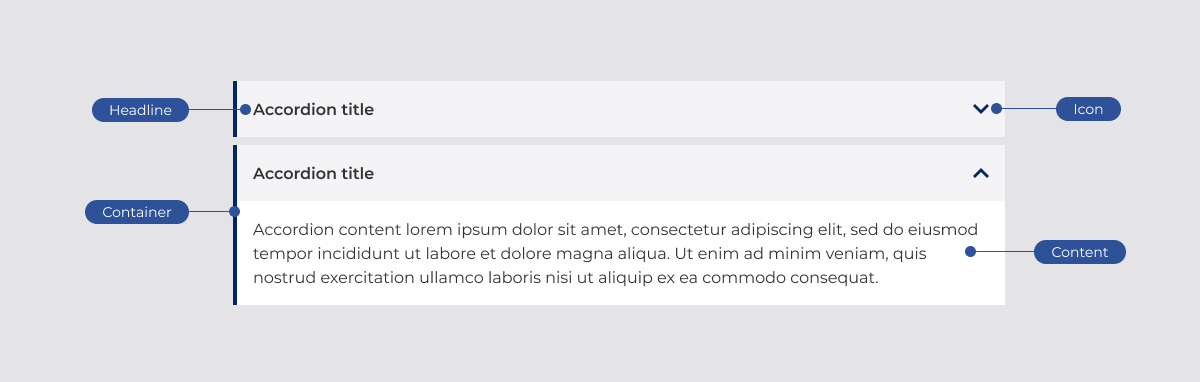 Headline
Accordion title
Icon
Accordion title
Container
Accordion content lorem ipsum dolor sit amet, consectetur adipiscing elit, sed do eiusmod
tempor incididunt ut labore et dolore magna aliqua. Ut enim ad minim veniam, quis
nostrud exercitation ullamco laboris nisi ut aliquip ex ea commodo consequat.
Content